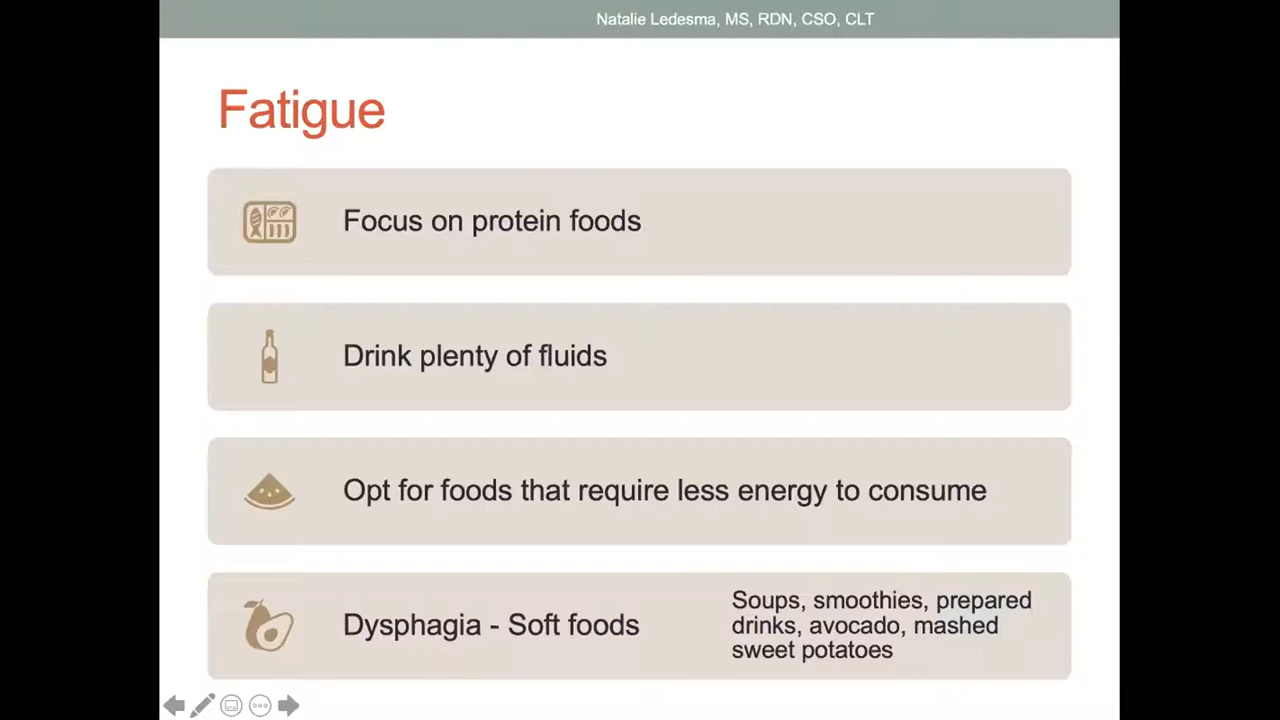 Natalie Ledesma, MS, RDN, CSO, CLT
Fatigue
Focus on protein foods
Drink plenty of fluids
Opt for foods that require less energy to consume
Dysphagia - Soft foods
Soups, smoothies, prepared
drinks, avocado, mashed
sweet potatoes